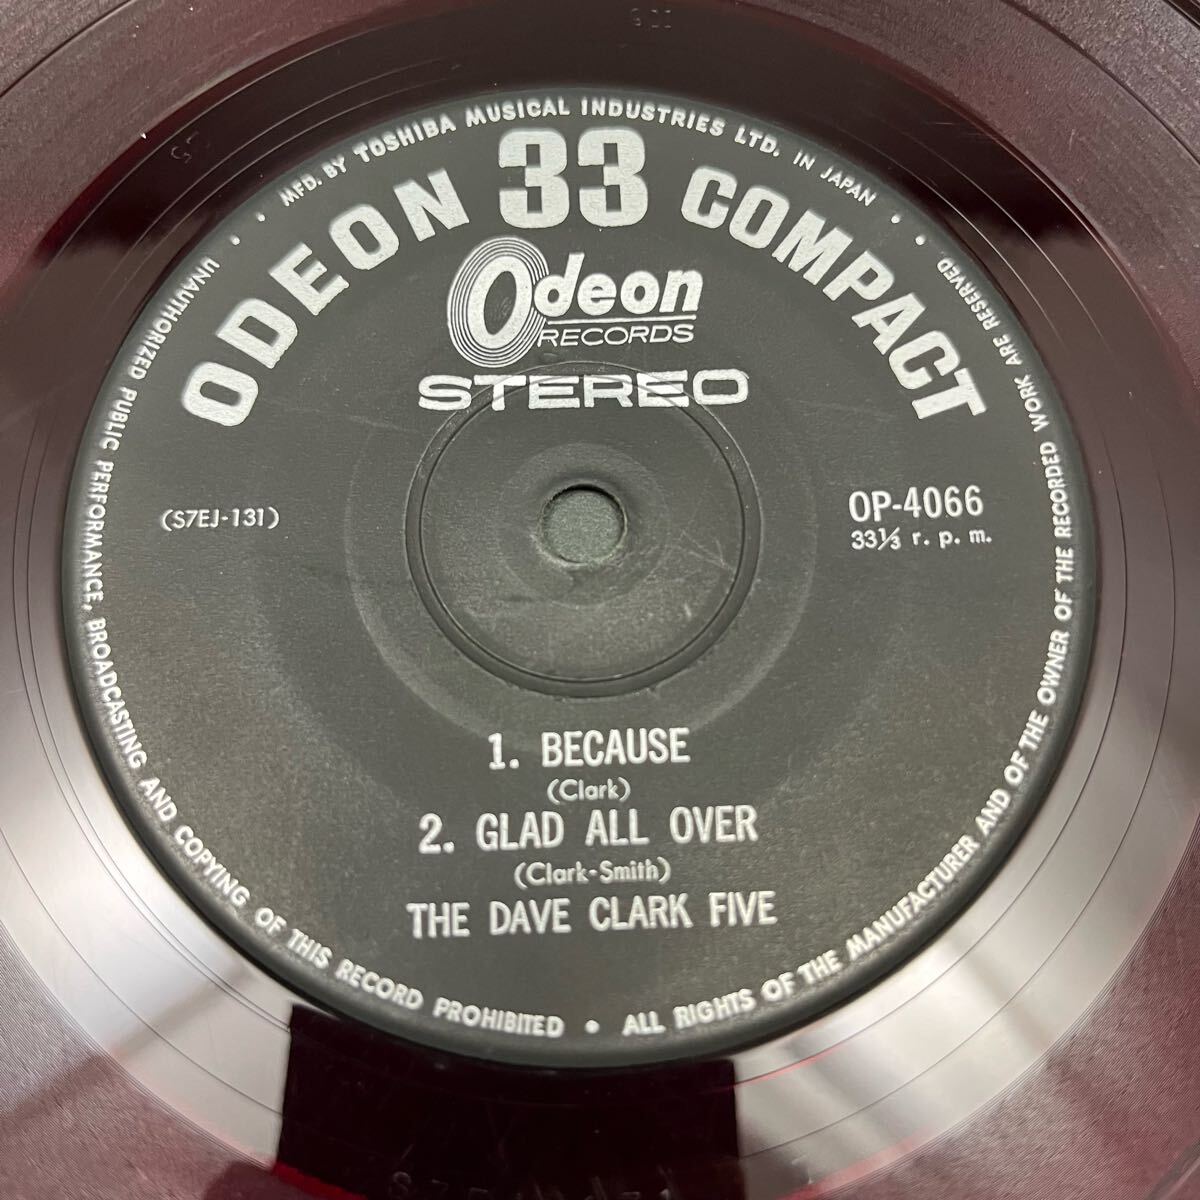 MFD. BY TOSHIBA MUSICAL INDUSTRIES LTD. IN JAPAN
ODEON 33 COMPACT
Odeon
RECORDS
STEREO
(S7EJ-131)
OP-4066
33⅓ r. p. m.
1. BECAUSE
(Clark)
2. GLAD ALL OVER
(Clark-Smith)
THE DAVE CLARK FIVE
• UNAUTHORIZED PUBLIC PERFORMANCE, BROADCASTING AND COPYING OF THIS RECORD PROHIBITED • ALL RIGHTS OF THE MANUFACTURER AND OF THE OWNER OF THE RECORDED WORK ARE RESERVED. •